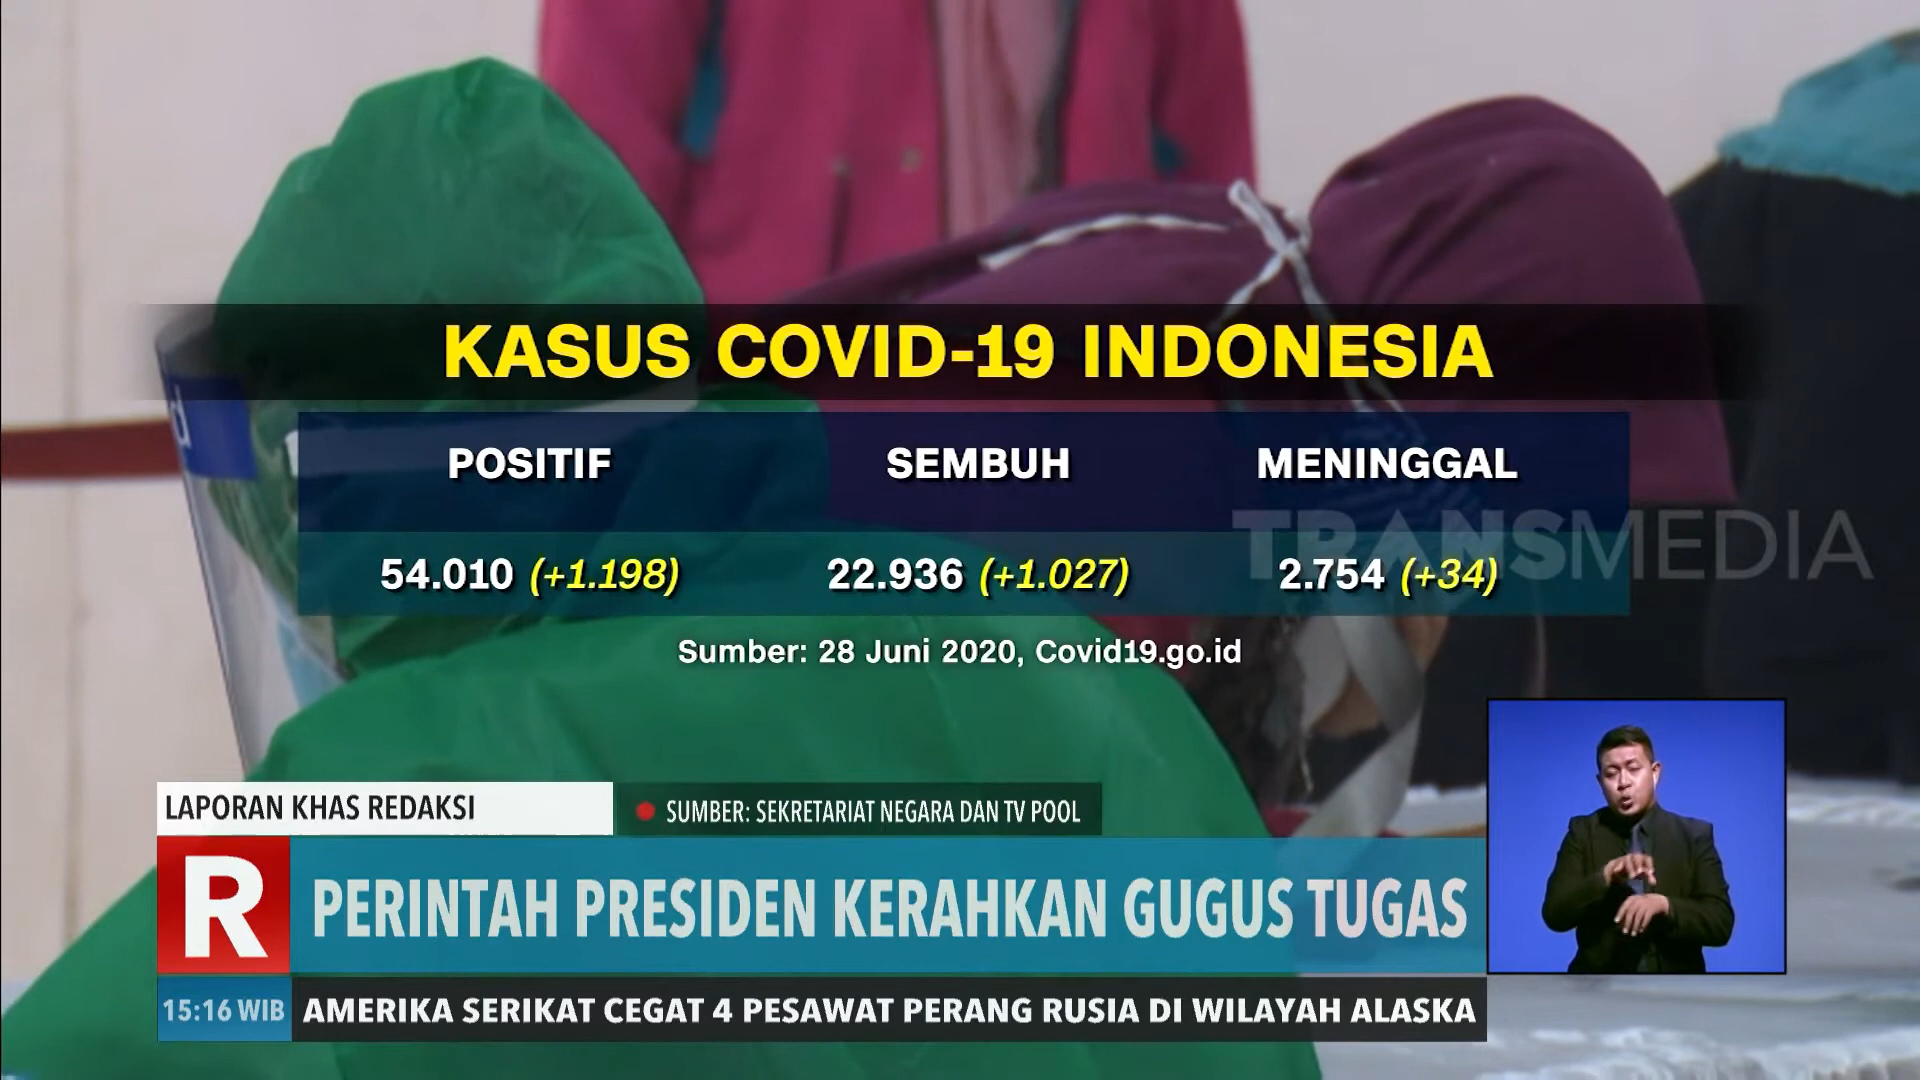 KASUS COVID-19 INDONESIA
POSITIF SEMBUH MENINGGAL
54.010 (+1.198) 22.936 (+1.027) 2.754 (+34)
TRANSMEDIA
Sumber: 28 Juni 2020, Covid19.go.id
LAPORAN KHAS REDAKSI
SUMBER: SEKRETARIAT NEGARA DAN TV POOL
R PERINTAH PRESIDEN KERAHKAN GUGUS TUGAS
15:16 WIB AMERIKA SERIKAT CEGAT 4 PESAWAT PERANG RUSIA DI WILAYAH ALASKA